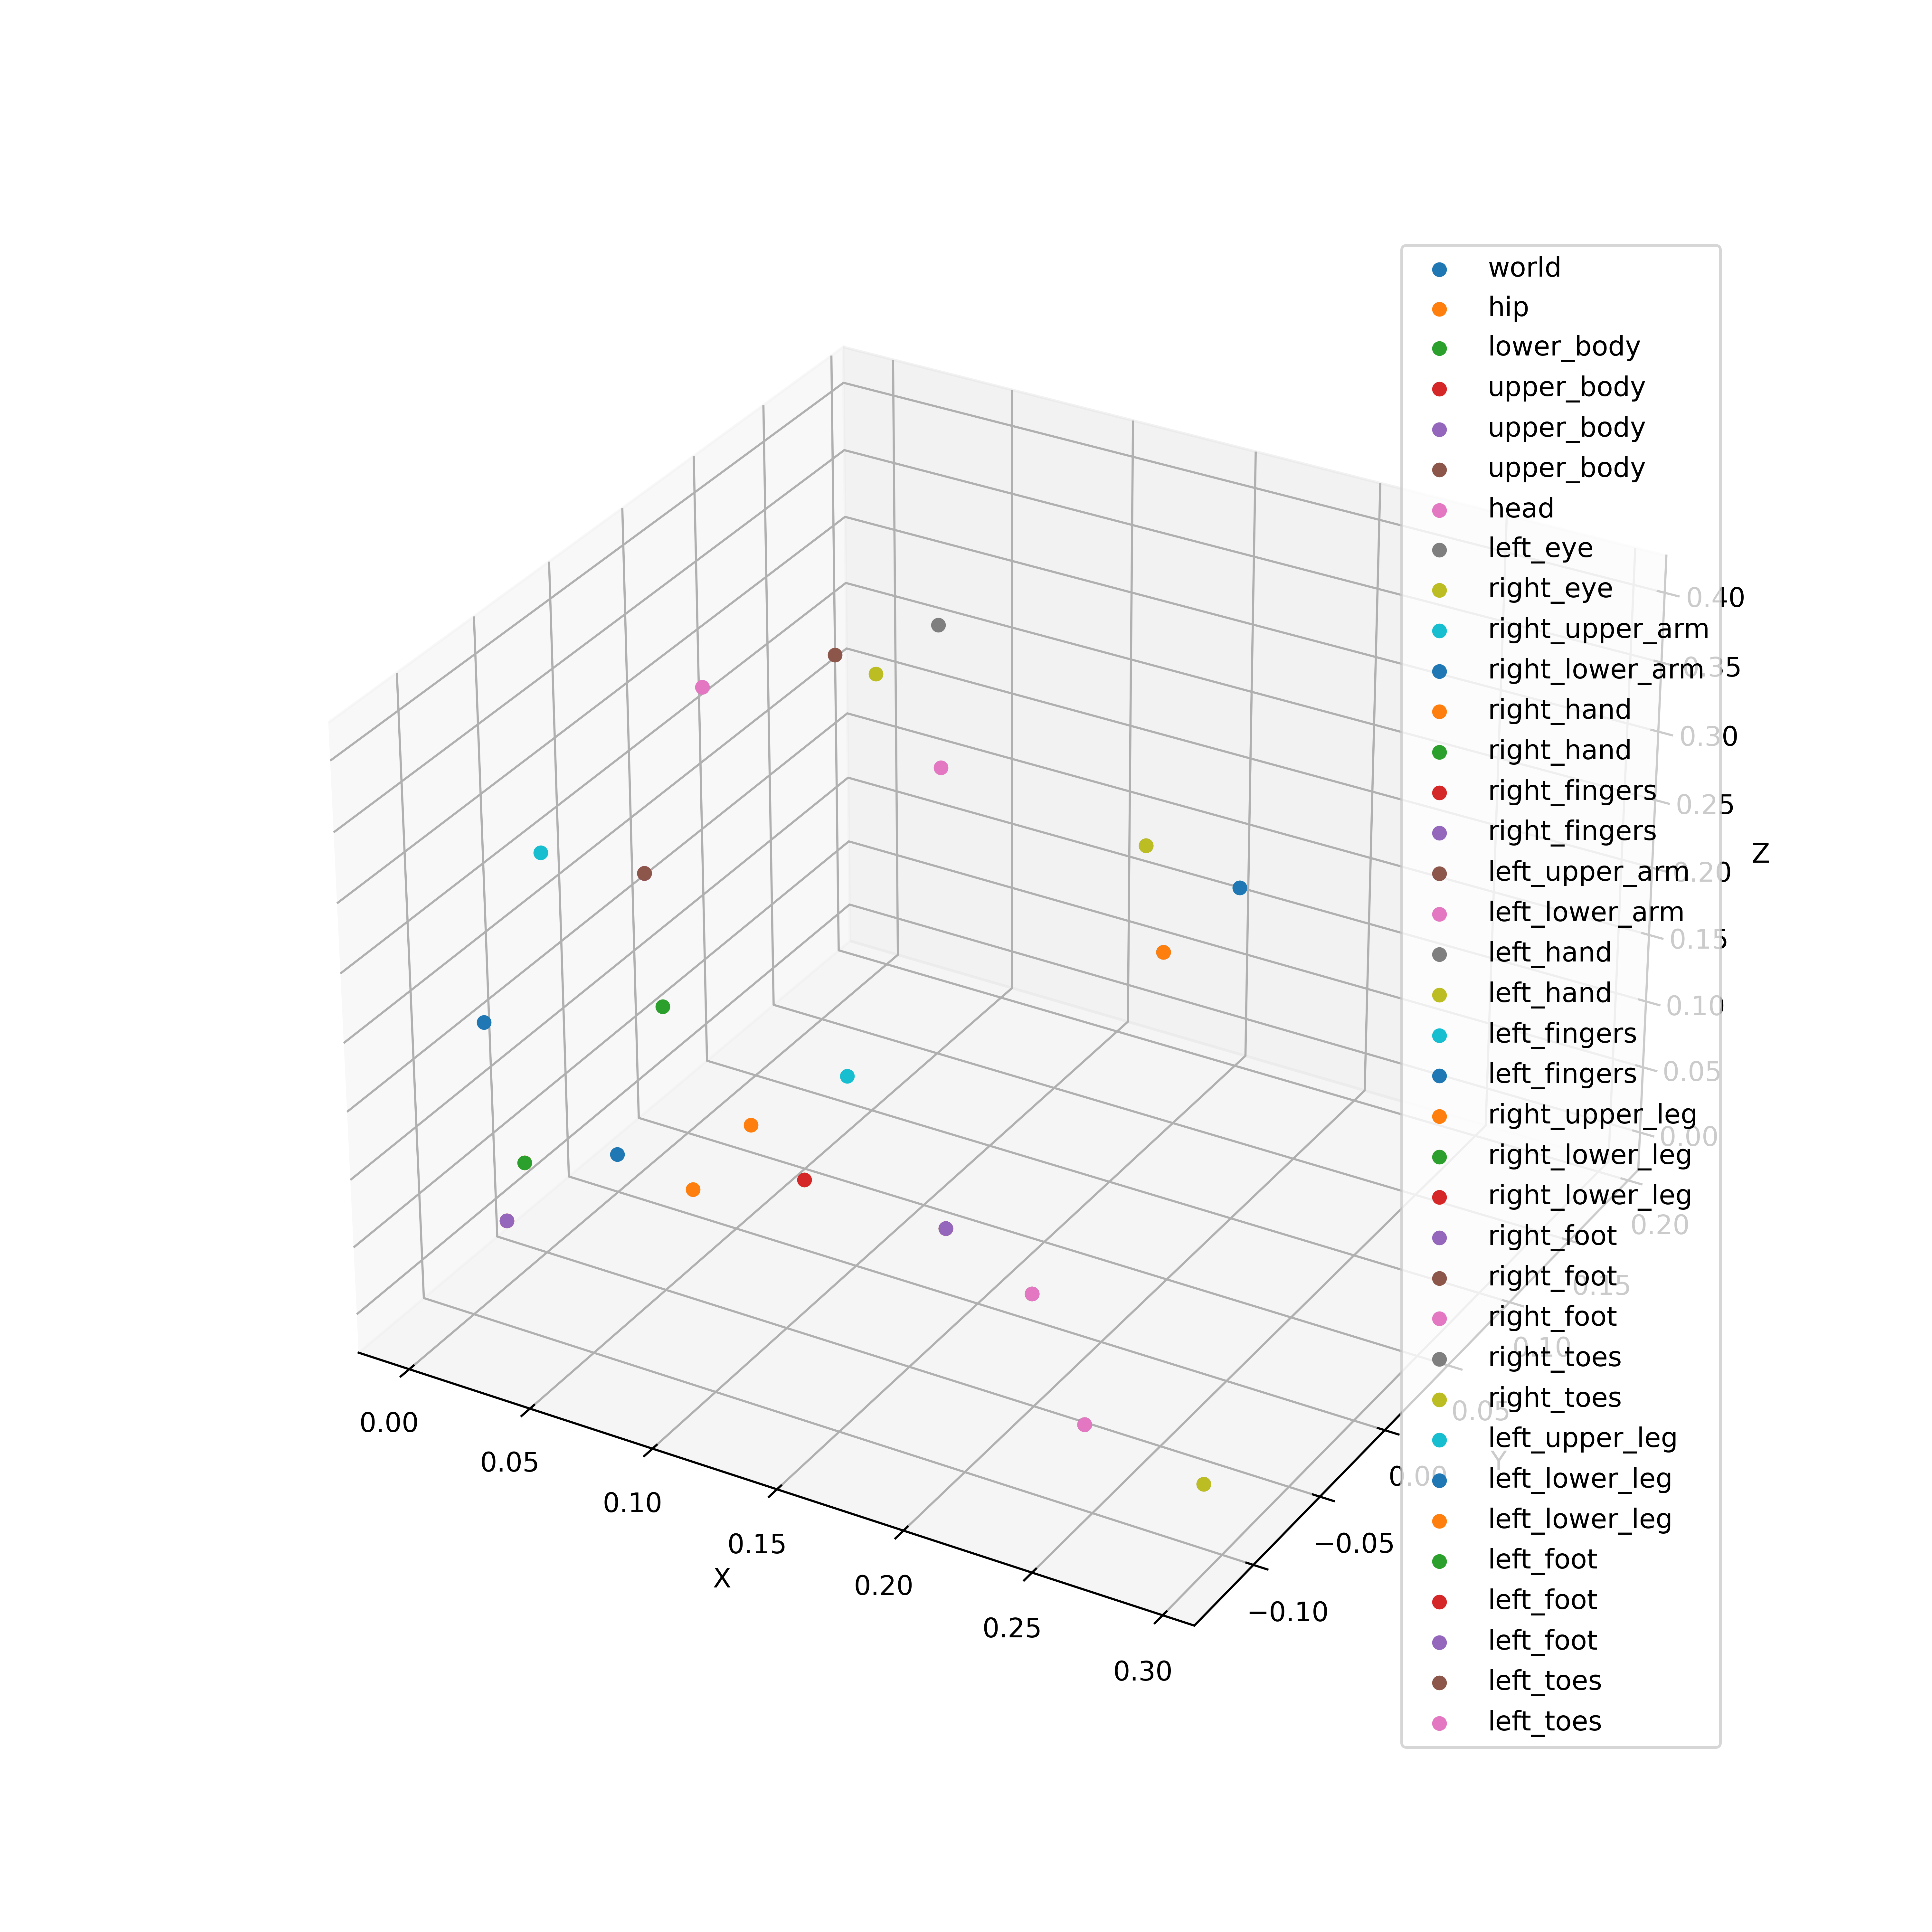 world
hip
lower_body
upper_body
upper_body
upper_body
head
left_eye
right_eye
right_upper_arm
right_lower_arm
right_hand
right_hand
right_fingers
right_fingers
left_upper_arm
left_lower_arm
left_hand
left_hand
left_fingers
left_fingers
right_upper_leg
right_lower_leg
right_lower_leg
right_foot
right_foot
right_foot
right_toes
right_toes
left_upper_leg
left_lower_leg
left_lower_leg
left_foot
left_foot
left_foot
left_toes
left_toes
0.40
0.35
0.30
0.25
0.20
0.15
0.10
0.05
0.00
Z
0.20
0.15
0.10
0.05
0.00
−0.05
−0.10
Y
0.00
0.05
0.10
0.15
0.20
0.25
0.30
X